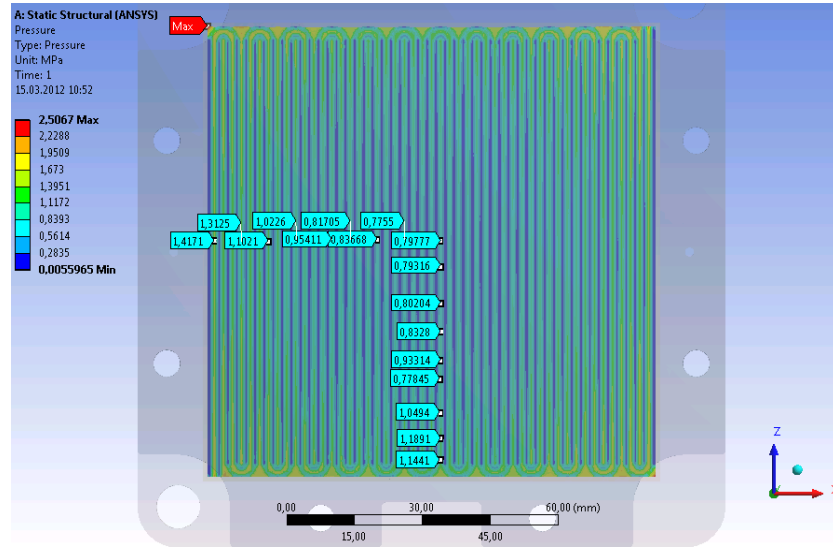 A: Static Structural (ANSYS)
Pressure
Type: Pressure
Unit: MPa
Time: 1
15.03.2012 10:52
Max
2,5067 Max
2,2288
1,9509
1,673
1,3951
1,1172
0,8393
0,5614
0,2835
0,0055965 Min
1,3125
1,0226
0,81705
0,7755
1,4171
1,1021
0,95411
0,83668
0,79777
0,79316
0,80204
0,8328
0,93314
0,77845
1,0494
1,1891
1,1441
Z
X
0,00
30,00
60,00 (mm)
15,00
45,00